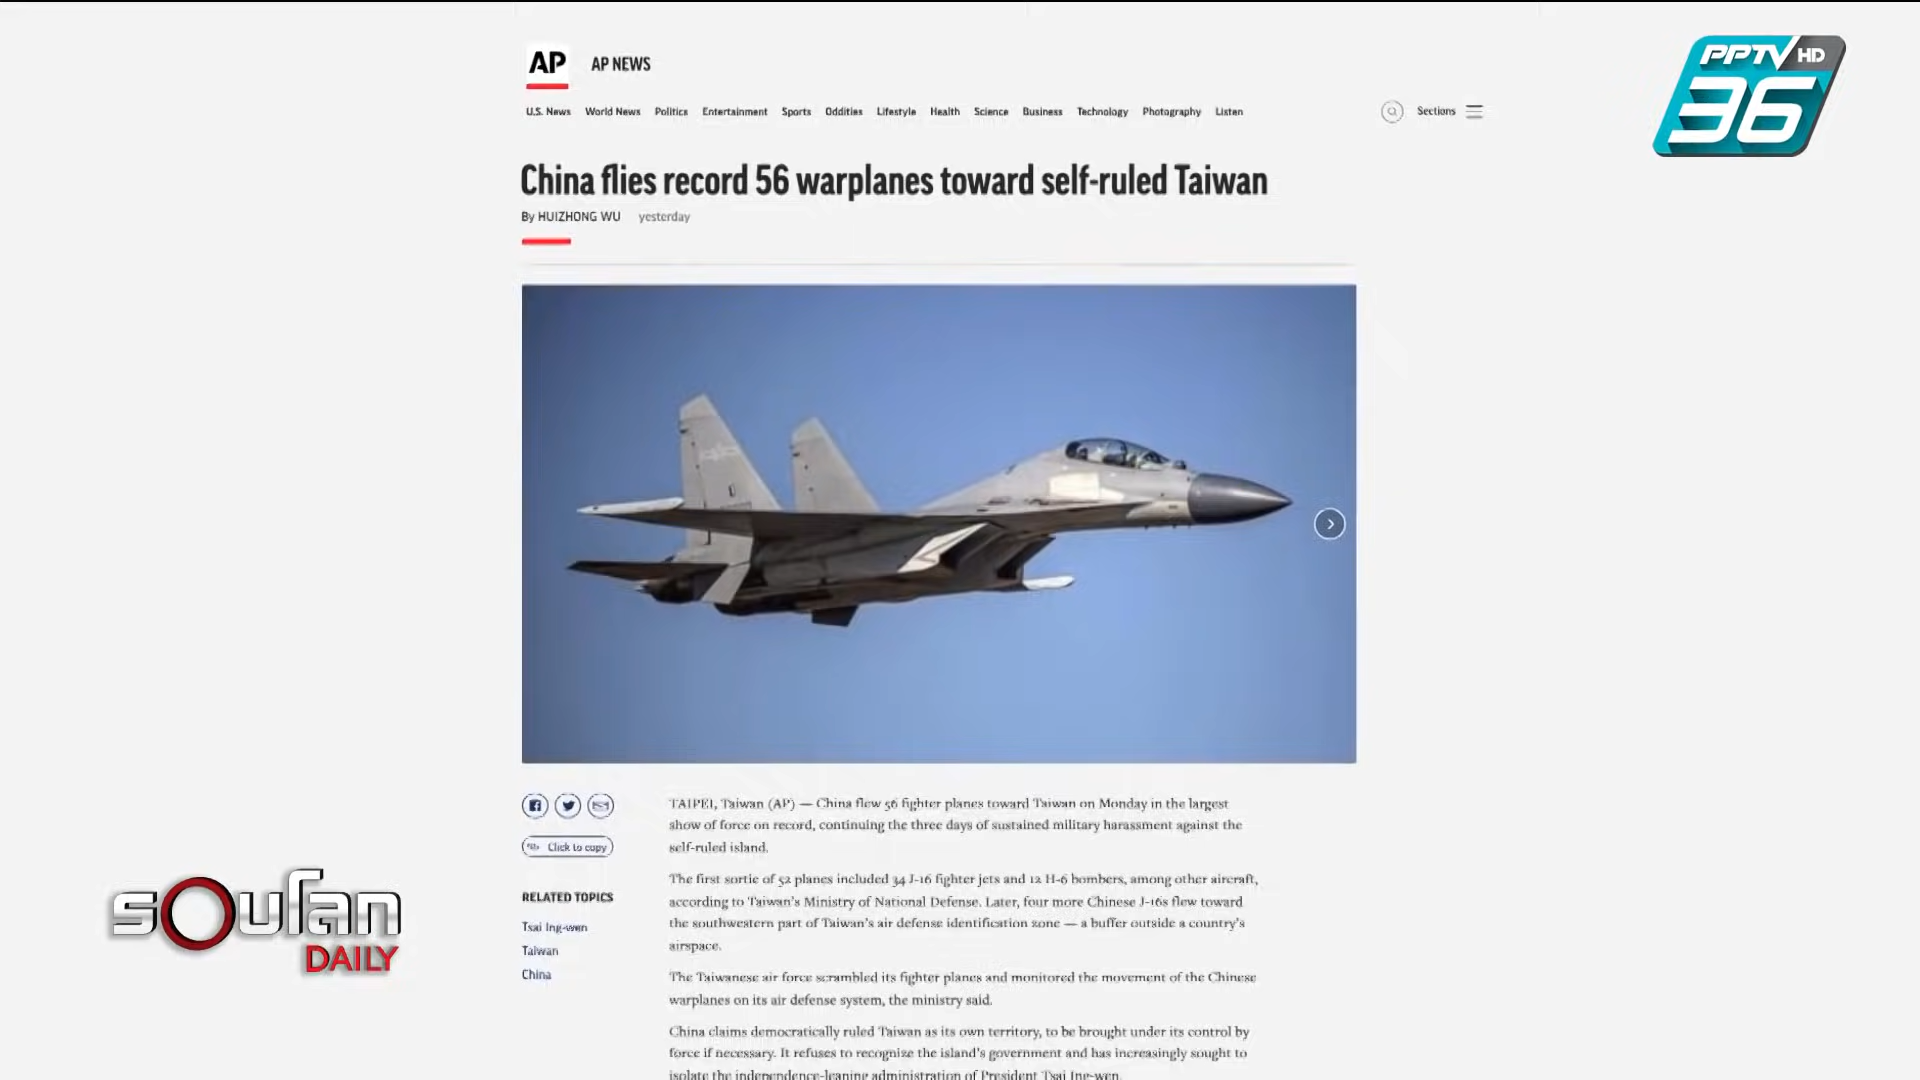 AP AP NEWS
PPTV HD
36
U.S. News World News Politics Entertainment Sports Oddities Lifestyle Health Science Business Technology Photography Listen
Sections
China flies record 56 warplanes toward self-ruled Taiwan
By HUIZHONG WU yesterday
TAIPEI, Taiwan (AP) — China flew 56 fighter planes toward Taiwan on Monday in the largest
show of force on record, continuing the three days of sustained military harassment against the
self-ruled island.
Click to copy
The first sortie of 52 planes included 34 J-16 fighter jets and 12 H-6 bombers, among other aircraft,
according to Taiwan's Ministry of National Defense. Later, four more Chinese J-16s flew toward
the southwestern part of Taiwan's air defense identification zone — a buffer outside a country's
airspace.
RELATED TOPICS
Tsai Ing-wen
Taiwan
China
The Taiwanese air force scrambled its fighter planes and monitored the movement of the Chinese
warplanes on its air defense system, the ministry said.
China claims democratically ruled Taiwan as its own territory, to be brought under its control by
force if necessary. It refuses to recognize the island's government and has increasingly sought to
isolate the independence-leaning administration of President Tsai Ing-wen.
DAILY